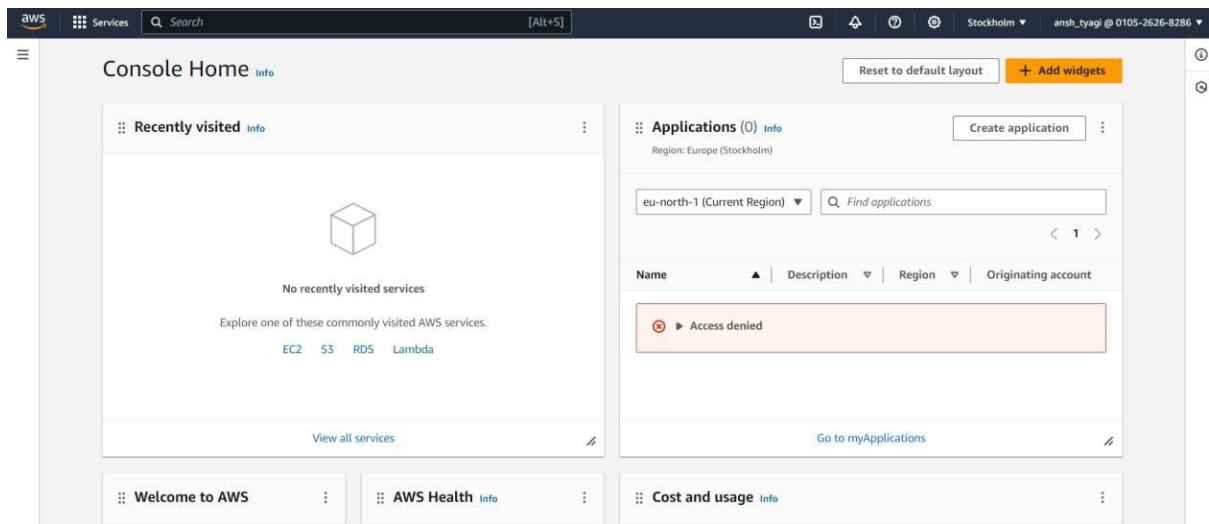 aws Services Search [Alt+S] Stockholm ▼ ansh_tyagi @ 0105-2626-8286 ▼
Console Home Info
Reset to default layout
+ Add widgets
Recently visited Info
No recently visited services
Explore one of these commonly visited AWS services.
EC2 S3 RDS Lambda
View all services
Applications (0) Info
Create application
Region: Europe (Stockholm)
eu-north-1 (Current Region) ▼
Find applications
< 1 >
Name ▲ Description ▽ Region ▽ Originating account
Access denied
Go to myApplications
Welcome to AWS
AWS Health Info
Cost and usage Info